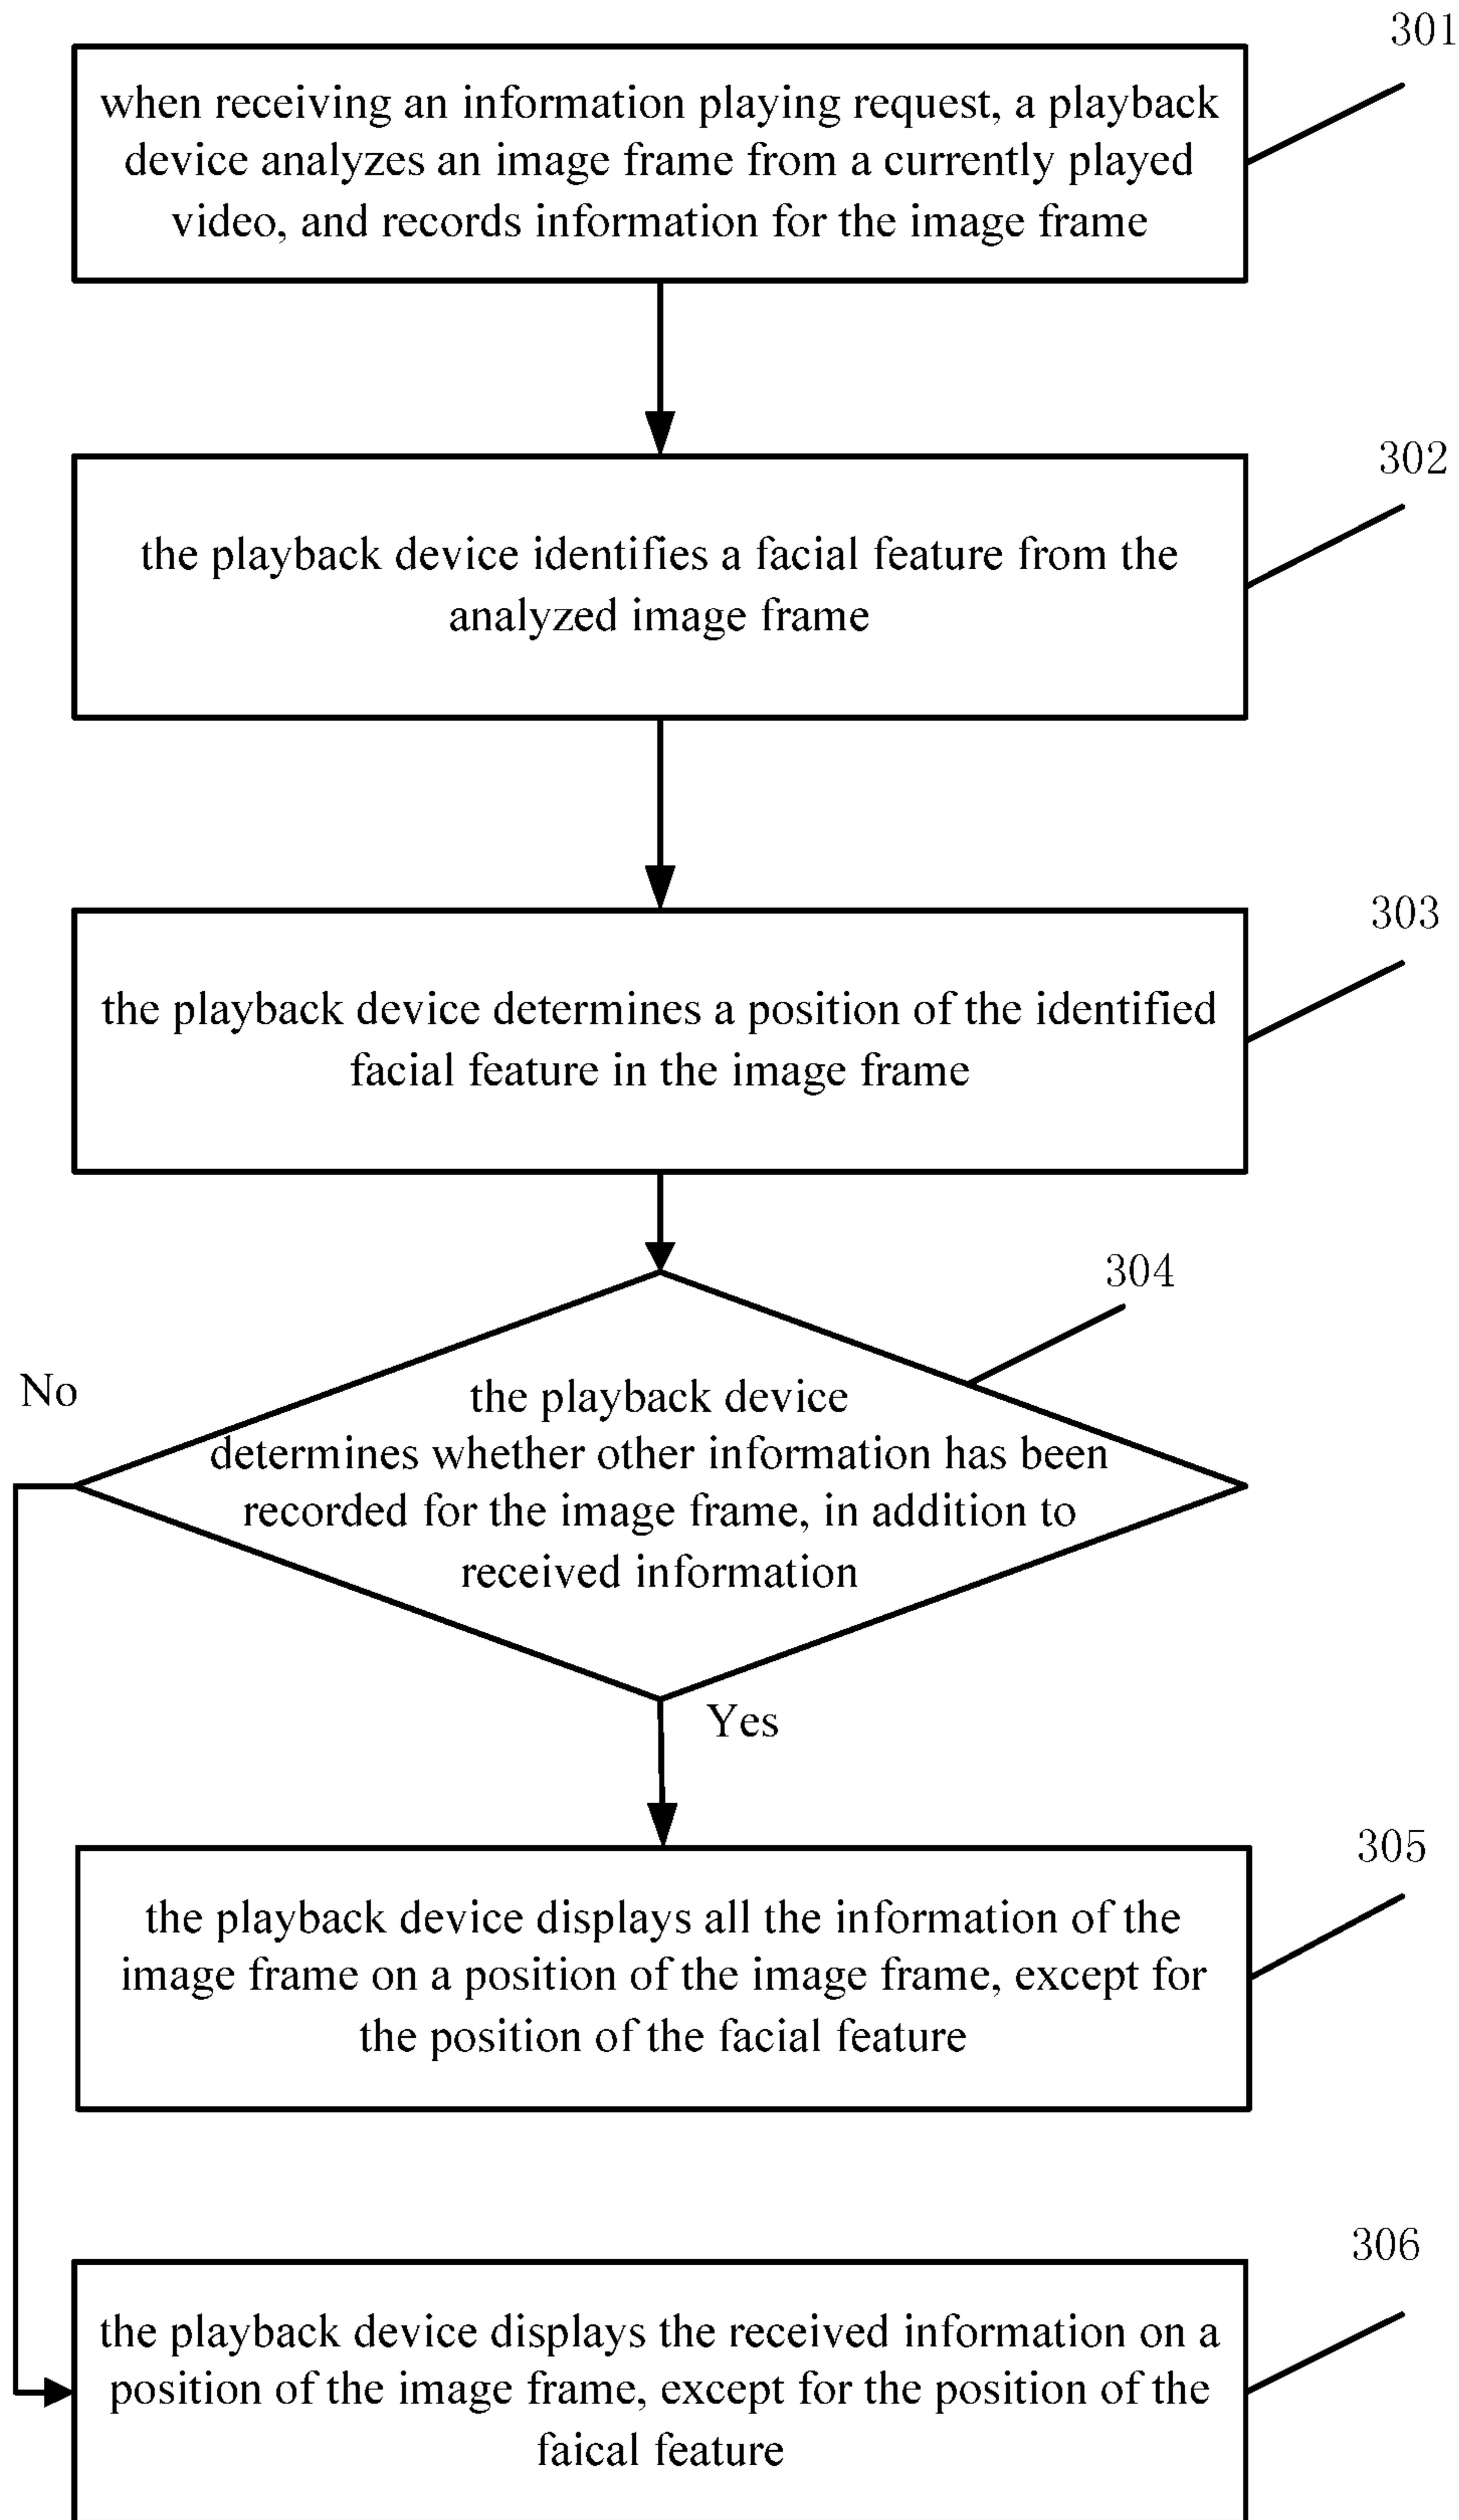 301
when receiving an information playing request, a playback
device analyzes an image frame from a currently played
video, and records information for the image frame
302
the playback device identifies a facial feature from the
analyzed image frame
303
the playback device determines a position of the identified
facial feature in the image frame
304
No
the playback device
determines whether other information has been
recorded for the image frame, in addition to
received information
Yes
305
the playback device displays all the information of the
image frame on a position of the image frame, except for
the position of the facial feature
306
the playback device displays the received information on a
position of the image frame, except for the position of the
faical feature